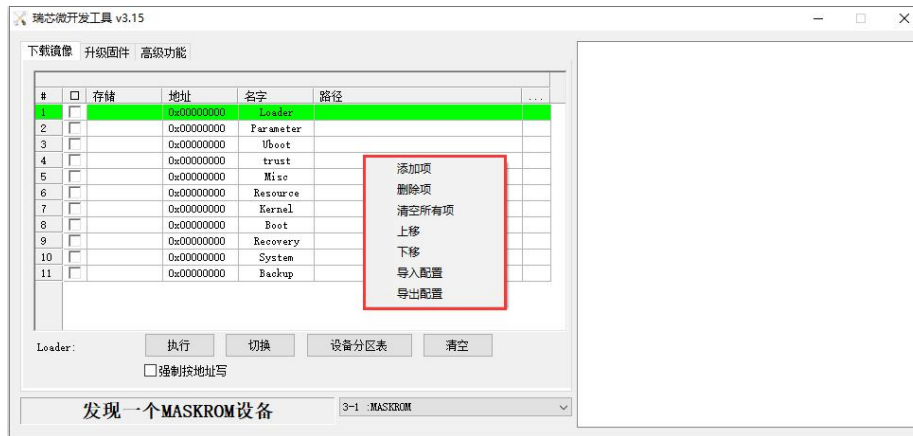 瑞芯微开发工具 v3.15
下载镜像 升级固件 高级功能
# 存储 地址 名字 路径 ...
1 0x00000000 Loader
2 0x00000000 Parameter
3 0x00000000 Uboot
4 0x00000000 trust
5 0x00000000 Misc
6 0x00000000 Resource
7 0x00000000 Kernel
8 0x00000000 Boot
9 0x00000000 Recovery
10 0x00000000 System
11 0x00000000 Backup
添加项
删除项
清空所有项
上移
下移
导入配置
导出配置
Loader: 执行 切换 设备分区表 清空
强制按地址写
发现一个MASKROM设备 3-1 :MASKROM